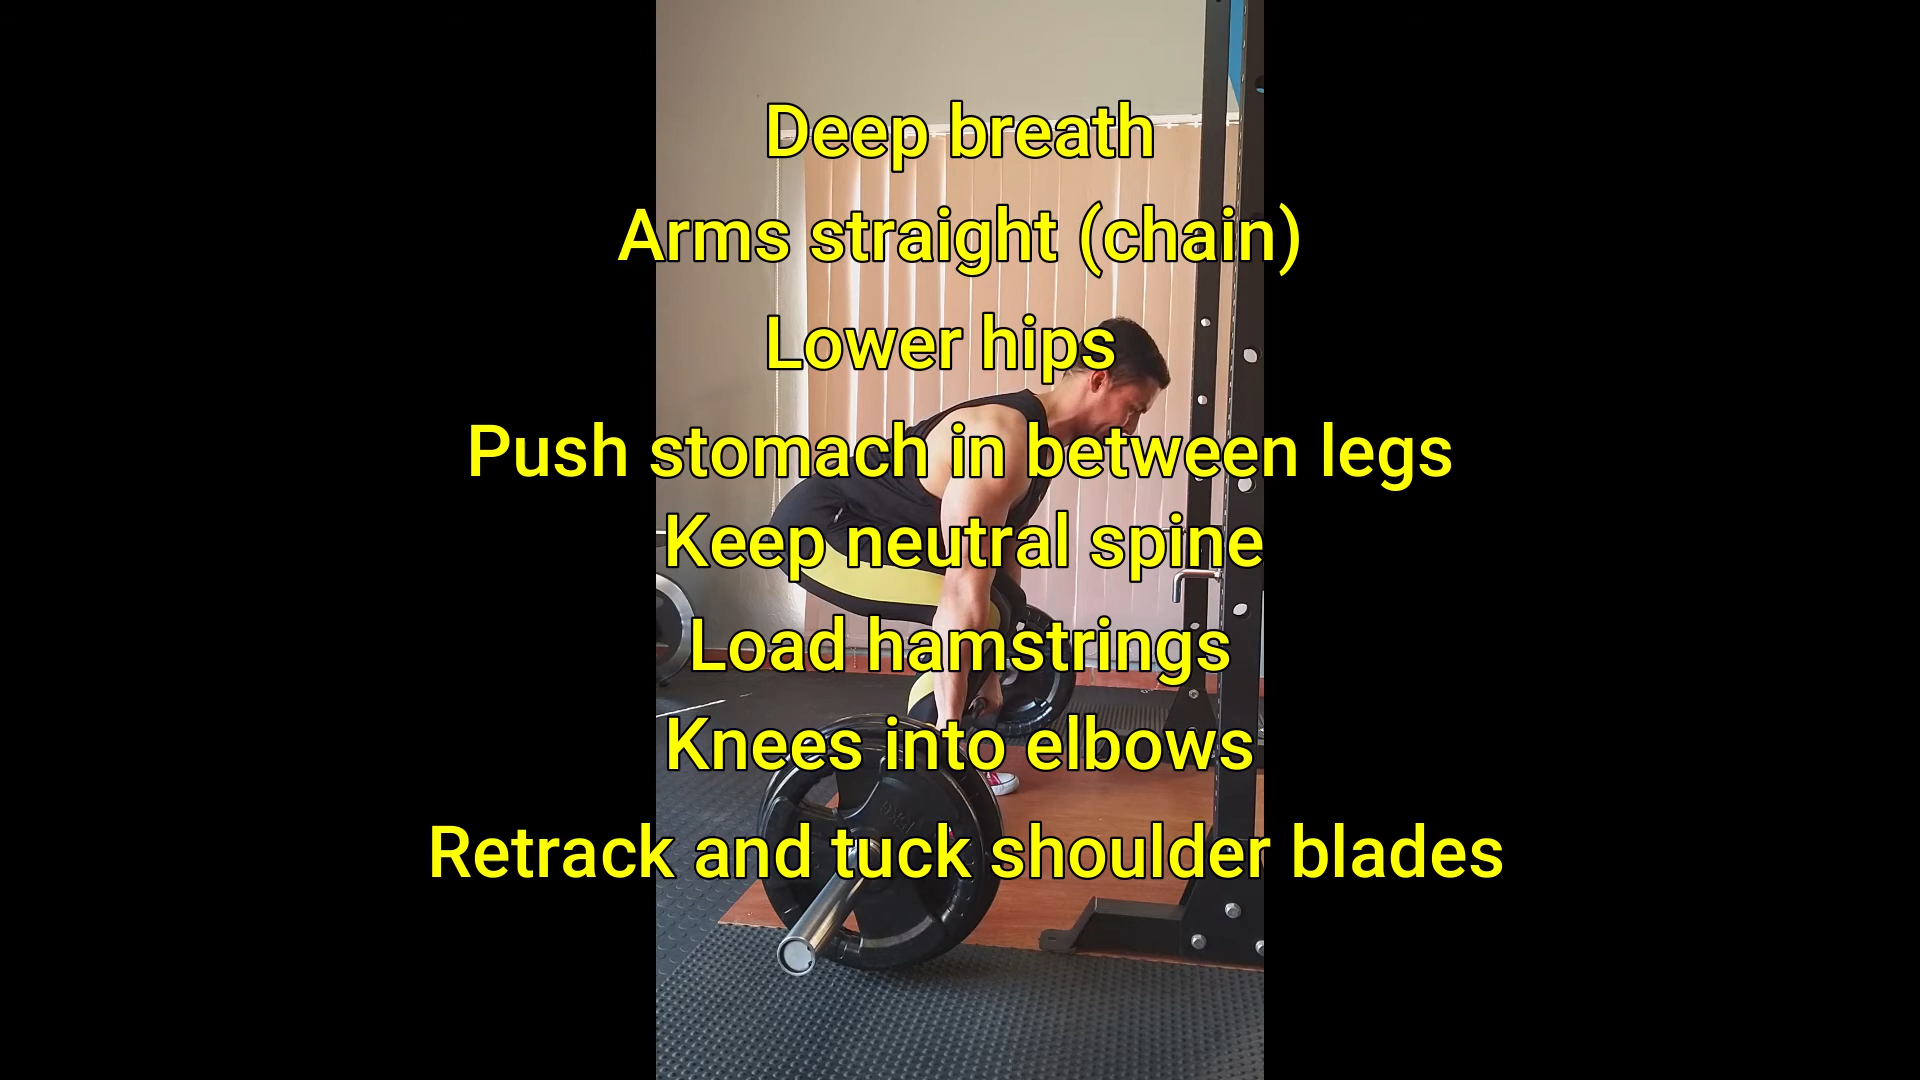 Deep breath
Arms straight (chain)
Lower hips
Push stomach in between legs
Keep neutral spine
Load hamstrings
Knees into elbows
Retrack and tuck shoulder blades